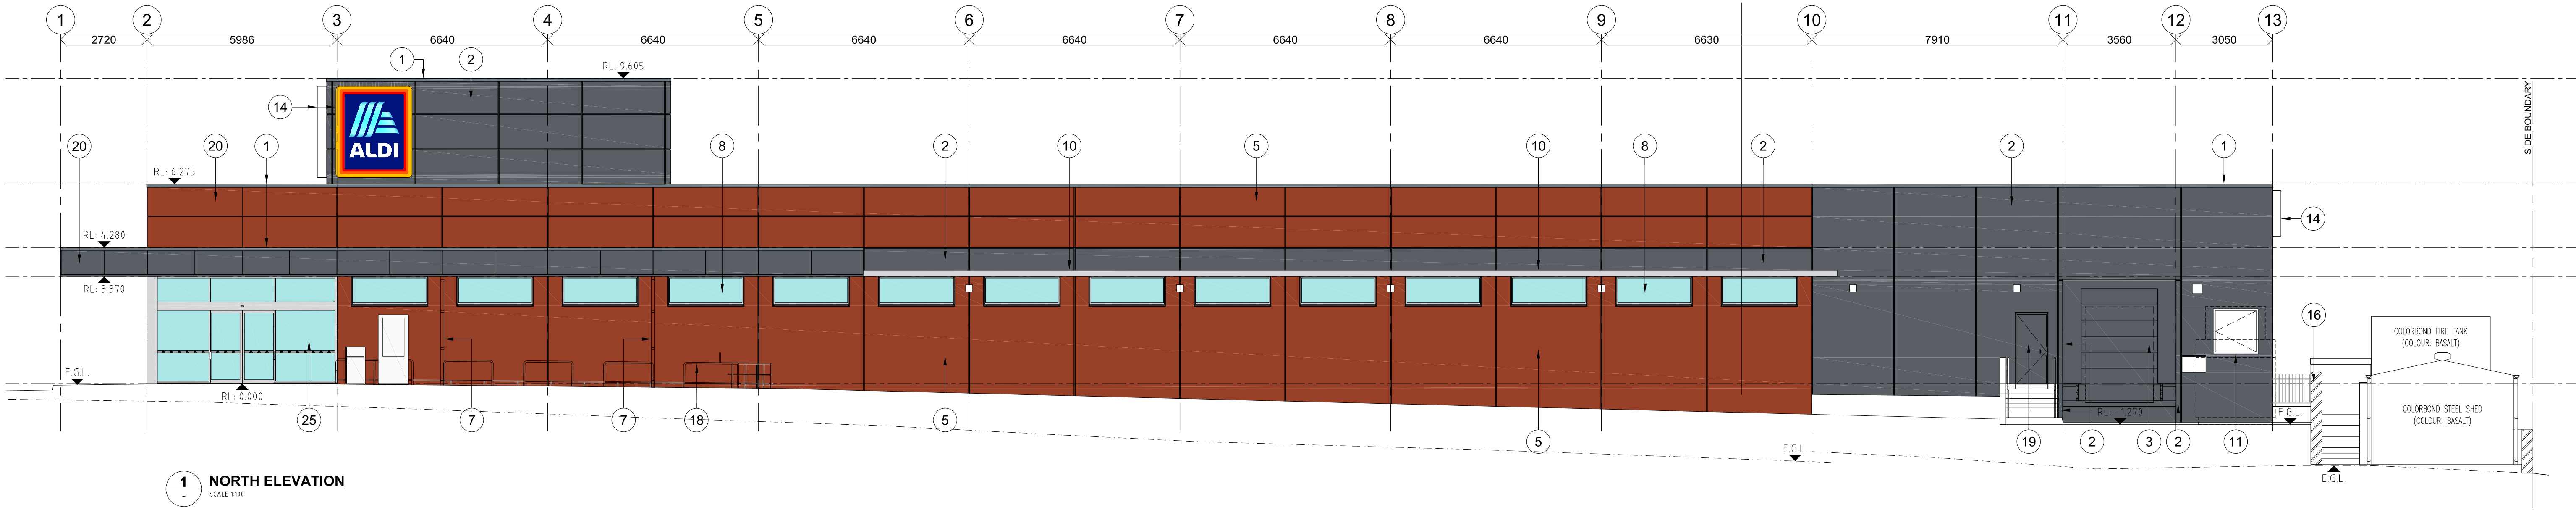 1 2 3 4 5 6 7 8 9 10 11 12 13
2720 5986 6640 6640 6640 6640 6640 6640 6630 7910 3560 3050
1 2 RL: 9.605
14
ALDI
SIDE BOUNDARY
20 20 1 8 2 10 5 10 8 2 2 1
RL: 6.275
14
RL: 4.280
RL: 3.370
16
COLORBOND FIRE TANK
(COLOUR: BASALT)
F.G.L.
RL: 0.000
RL: -1.270
F.G.L.
COLORBOND STEEL SHED
(COLOUR: BASALT)
25 7 7 18 5 5 19 2 3 2 11
E.G.L.
E.G.L.
1 NORTH ELEVATION
- SCALE 1:100